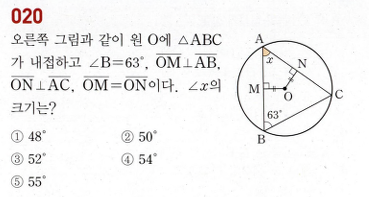 020
오른쪽 그림과 같이 원 O에 △ABC
가 내접하고 ∠B=63°, OM⊥AB,
ON⊥AC, OM=ON이다. ∠x의
크기는?
① 48° ② 50°
③ 52° ④ 54°
⑤ 55°
A
x
N
M
O
C
63°
B